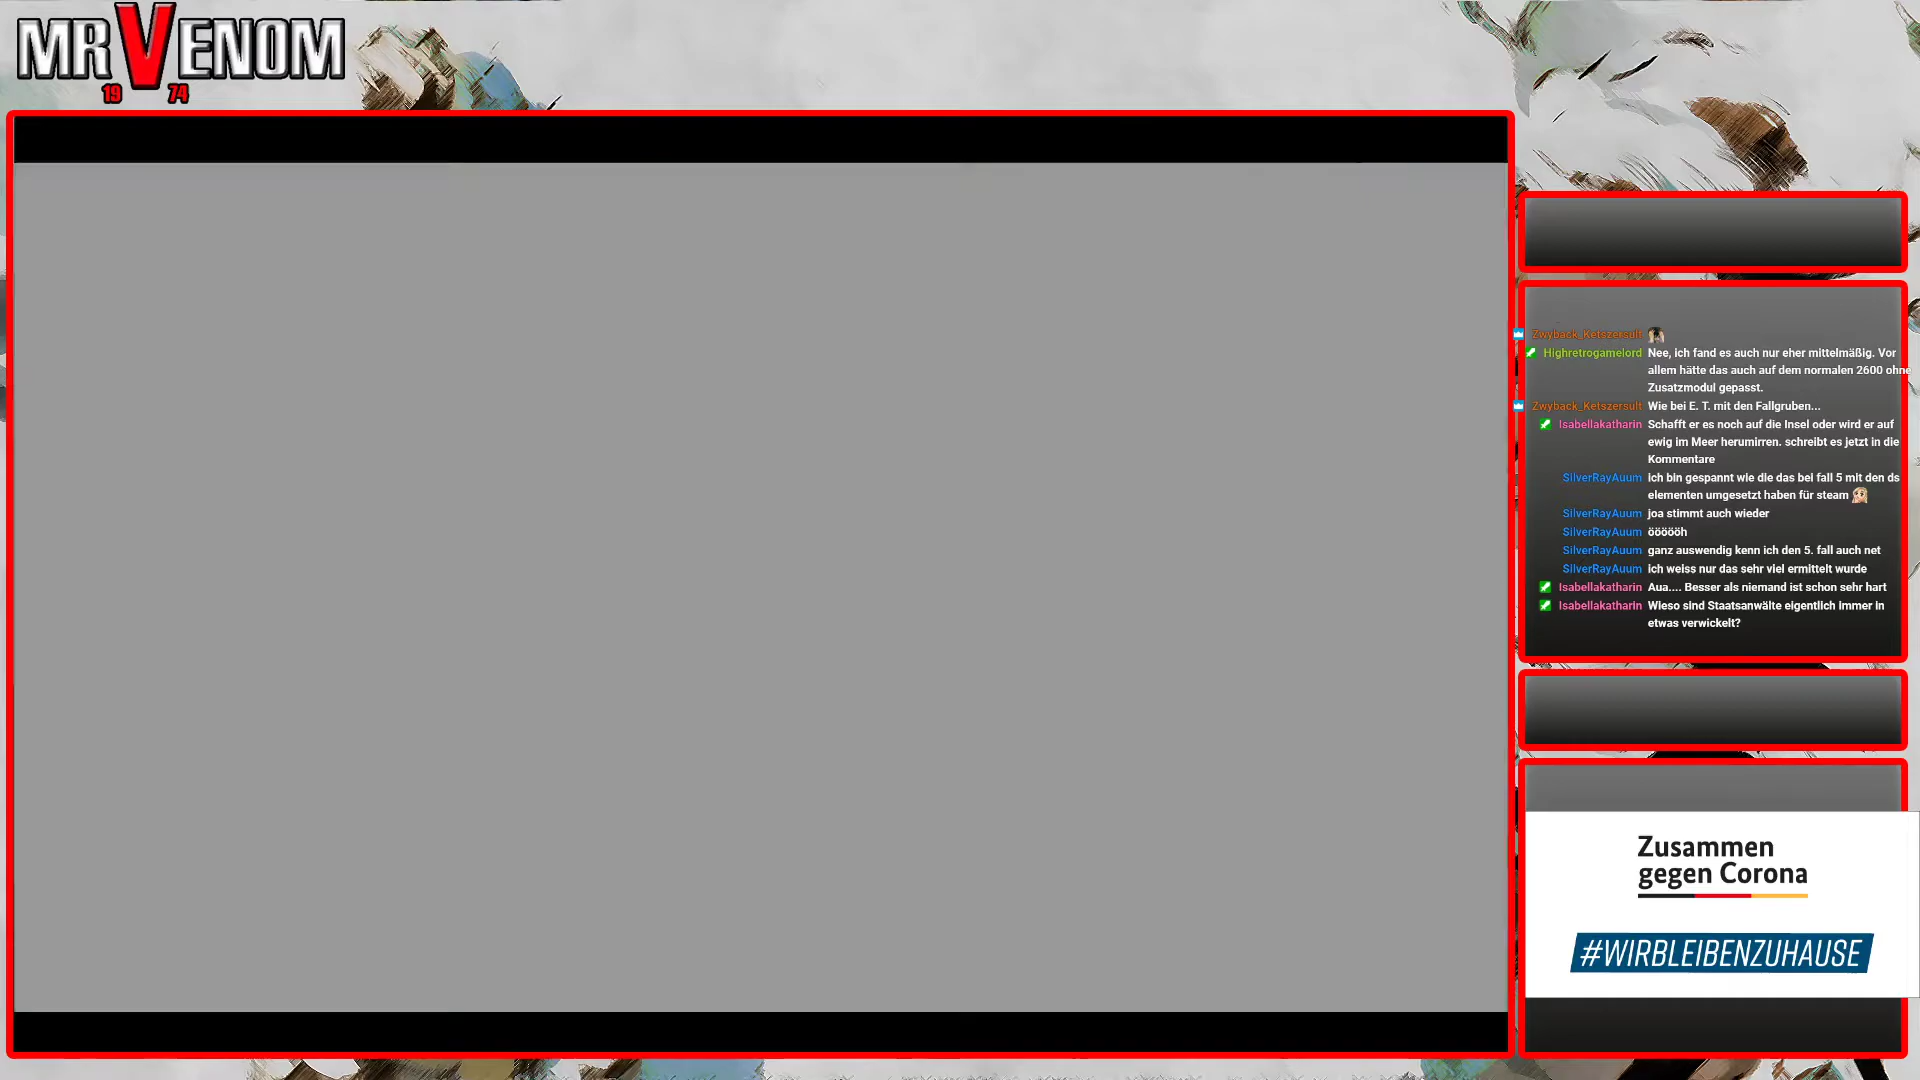 MRVENOM
19 74
Zwyback_Ketszersult
Highretrogamelord Nee, ich fand es auch nur eher mittelmäßig. Vor
allem hätte das auch auf dem normalen 2600 ohne
Zusatzmodul gepasst.
Zwyback_Ketszersult Wie bei E. T. mit den Fallgruben...
Isabellakatharin Schafft er es noch auf die Insel oder wird er auf
ewig im Meer herumirren. schreibt es jetzt in die
Kommentare
SilverRayAuum ich bin gespannt wie die das bei fall 5 mit den ds
elementen umgesetzt haben für steam
SilverRayAuum joa stimmt auch wieder
SilverRayAuum öööööh
SilverRayAuum ganz auswendig kenn ich den 5. fall auch net
SilverRayAuum ich weiss nur das sehr viel ermittelt wurde
Isabellakatharin Aua.... Besser als niemand ist schon sehr hart
Isabellakatharin Wieso sind Staatsanwälte eigentlich immer in
etwas verwickelt?
Zusammen
gegen Corona
#WIRBLEIBENZUHAUSE